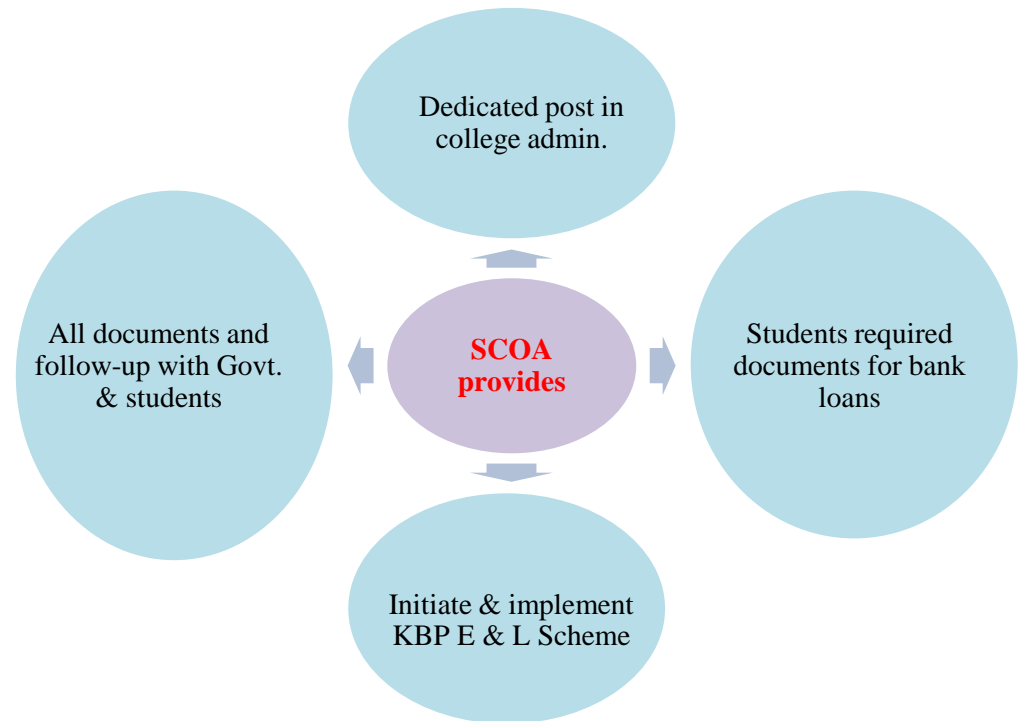 Dedicated post in
college admin.
All documents and
follow-up with Govt.
& students
SCOA
provides
Students required
documents for bank
loans
Initiate & implement
KBP E & L Scheme